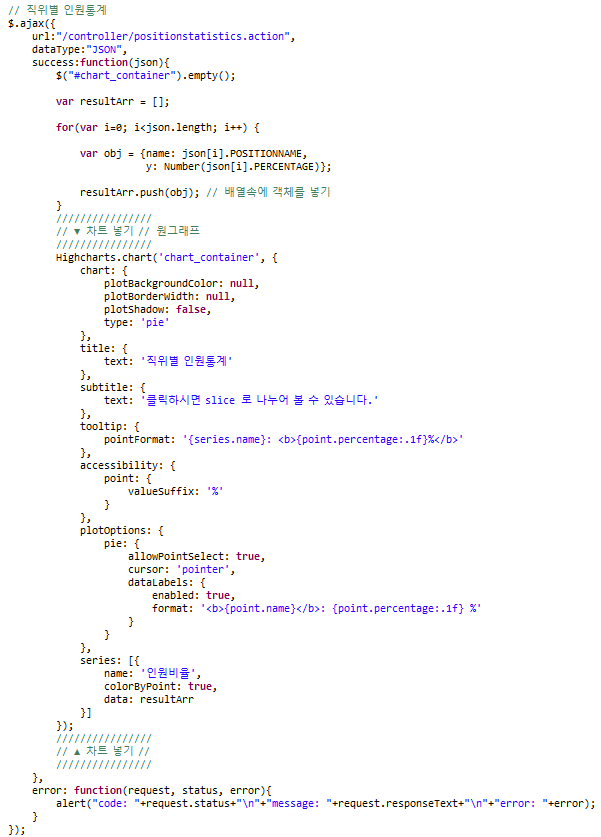 // 직위별 인원통계
$.ajax({
    url:"/controller/positionstatistics.action",
    dataType:"JSON",
    success:function(json){
        $("#chart_container").empty();
        var resultArr = [];
        for(var i=0; i<json.length; i++) {
            var obj = {name: json[i].POSITIONNAME,
                       y: Number(json[i].PERCENTAGE)};
            resultArr.push(obj); // 배열속에 객체를 넣기
        }
        ////////////////
        // ▼ 차트 넣기 // 원그래프
        ////////////////
        Highcharts.chart('chart_container', {
            chart: {
                plotBackgroundColor: null,
                plotBorderWidth: null,
                plotShadow: false,
                type: 'pie'
            },
            title: {
                text: '직위별 인원통계'
            },
            subtitle: {
                text: '클릭하시면 slice 로 나누어 볼 수 있습니다.'
            },
            tooltip: {
                pointFormat: '{series.name}: <b>{point.percentage:.1f}%</b>'
            },
            accessibility: {
                point: {
                    valueSuffix: '%'
                }
            },
            plotOptions: {
                pie: {
                    allowPointSelect: true,
                    cursor: 'pointer',
                    dataLabels: {
                        enabled: true,
                        format: '<b>{point.name}</b>: {point.percentage:.1f} %'
                    }
                }
            },
            series: [{
                name: '인원비율',
                colorByPoint: true,
                data: resultArr
            }]
        });
        ////////////////
        // ▲ 차트 넣기 //
        ////////////////
    },
    error: function(request, status, error){
        alert("code: "+request.status+"\n"+"message: "+request.responseText+"\n"+"error: "+error);
    }
});